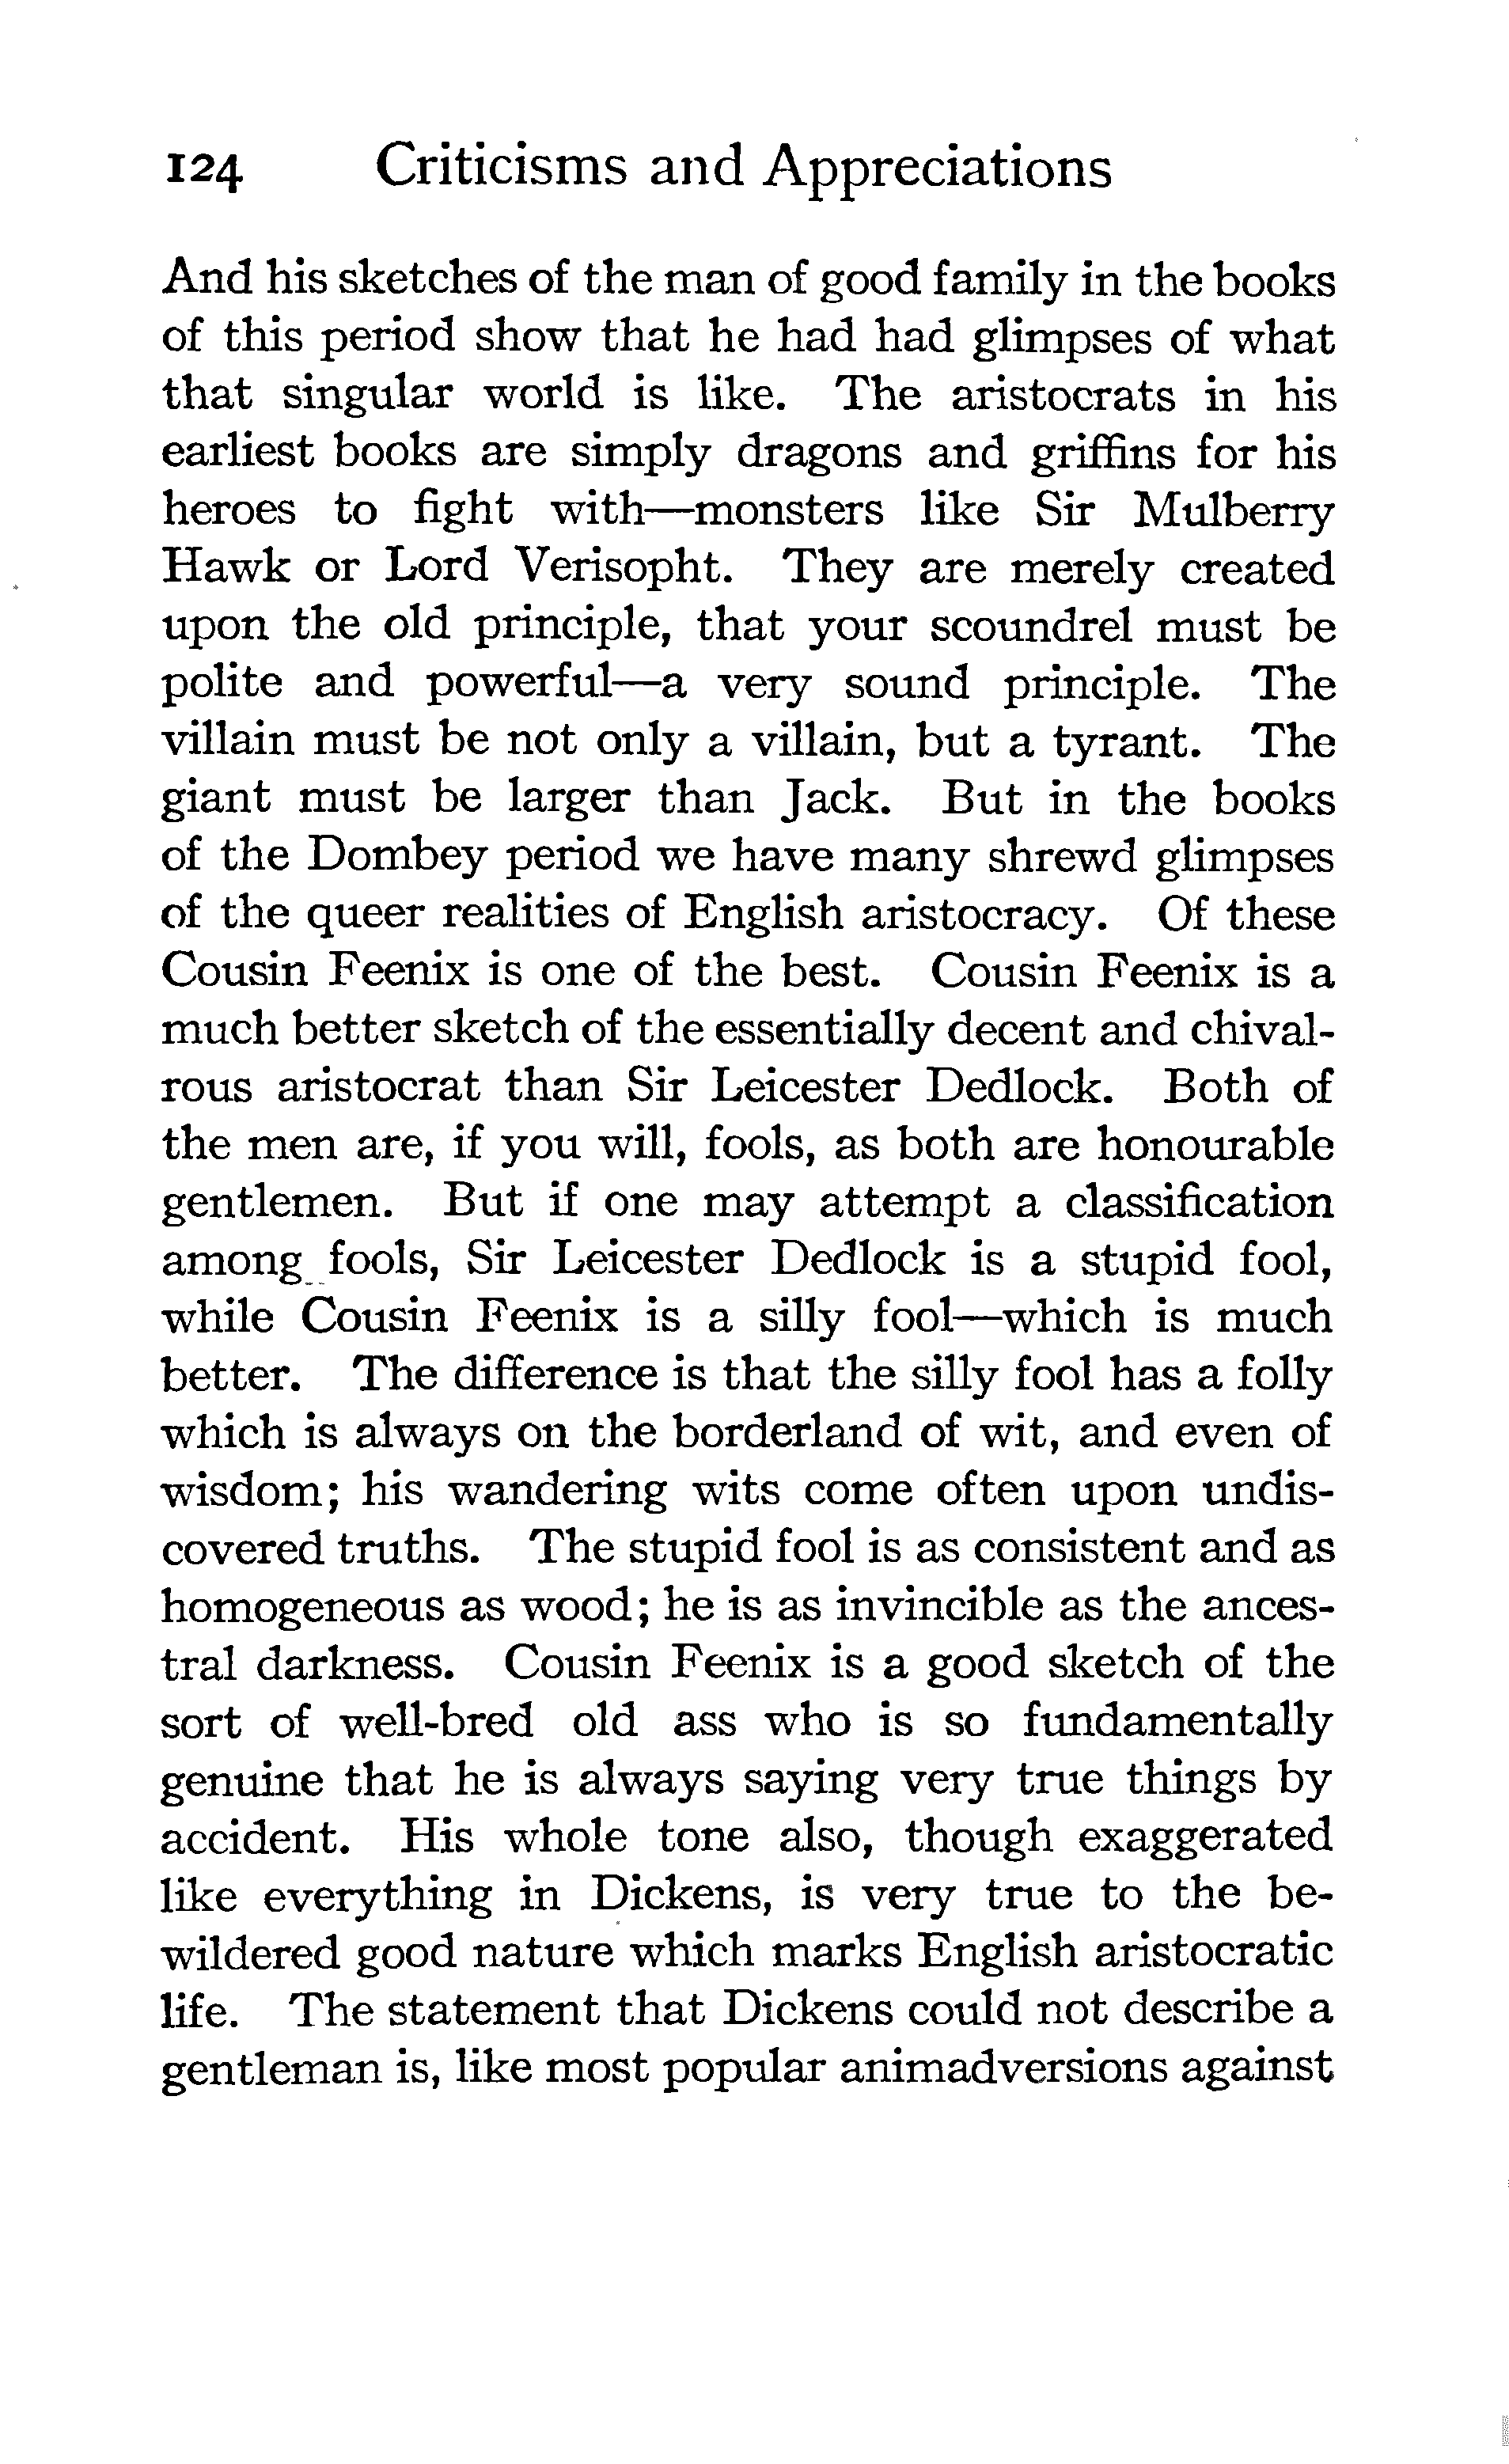 124 Criticisms and Appreciations
And his sketches of the man of good family in the books
of this period show that he had had glimpses of what
that singular world is like. The aristocrats in his
earliest books are simply dragons and griffins for his
heroes to fight with—monsters like Sir Mulberry
Hawk or Lord Verisopht. They are merely created
upon the old principle, that your scoundrel must be
polite and powerful—a very sound principle. The
villain must be not only a villain, but a tyrant. The
giant must be larger than Jack. But in the books
of the Dombey period we have many shrewd glimpses
of the queer realities of English aristocracy. Of these
Cousin Feenix is one of the best. Cousin Feenix is a
much better sketch of the essentially decent and chival-
rous aristocrat than Sir Leicester Dedlock. Both of
the men are, if you will, fools, as both are honourable
gentlemen. But if one may attempt a classification
among fools, Sir Leicester Dedlock is a stupid fool,
while Cousin Feenix is a silly fool—which is much
better. The difference is that the silly fool has a folly
which is always on the borderland of wit, and even of
wisdom; his wandering wits come often upon undis-
covered truths. The stupid fool is as consistent and as
homogeneous as wood; he is as invincible as the ances-
tral darkness. Cousin Feenix is a good sketch of the
sort of well-bred old ass who is so fundamentally
genuine that he is always saying very true things by
accident. His whole tone also, though exaggerated
like everything in Dickens, is very true to the be-
wildered good nature which marks English aristocratic
life. The statement that Dickens could not describe a
gentleman is, like most popular animadversions against